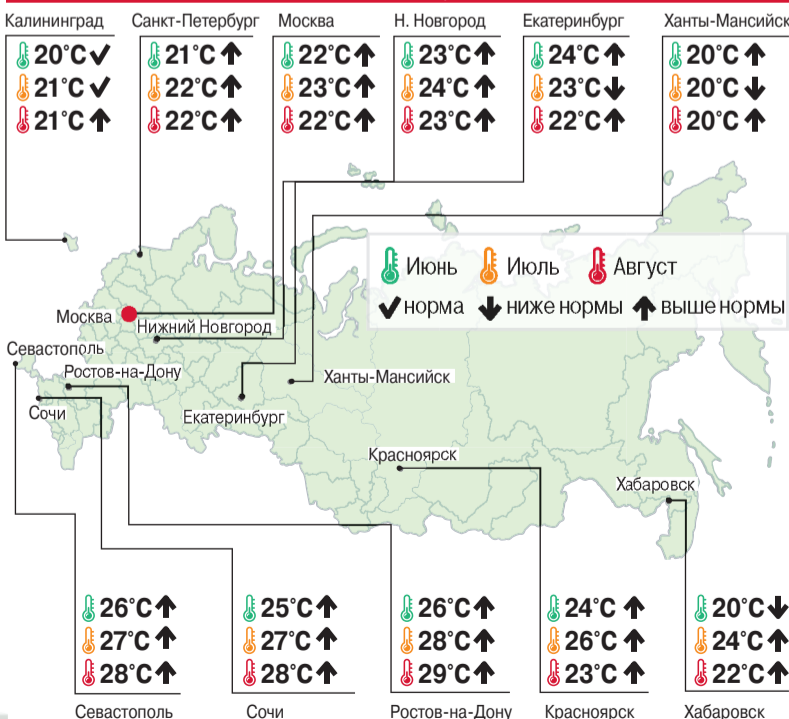 Калининград
20°C
21°C
21°C
Санкт-Петербург
21°C
22°C
22°C
Москва
22°C
23°C
22°C
Н. Новгород
23°C
24°C
23°C
Екатеринбург
24°C
23°C
22°C
Ханты-Мансийск
20°C
20°C
20°C
Июнь Июль Август
норма ниже нормы выше нормы
Москва
Нижний Новгород
Севастополь
Ростов-на-Дону
Сочи
Екатеринбург
Ханты-Мансийск
Красноярск
Хабаровск
26°C
27°C
28°C
Севастополь
25°C
27°C
28°C
Сочи
26°C
28°C
29°C
Ростов-на-Дону
24°C
26°C
23°C
Красноярск
20°C
24°C
22°C
Хабаровск